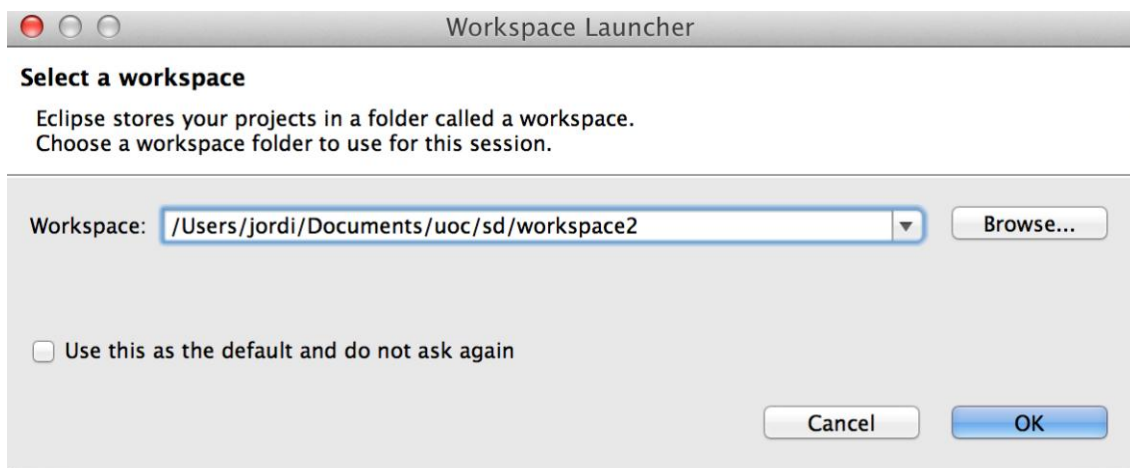 Workspace Launcher
Select a workspace
Eclipse stores your projects in a folder called a workspace.
Choose a workspace folder to use for this session.
Workspace: /Users/jordi/Documents/uoc/sd/workspace2 Browse...
Use this as the default and do not ask again
Cancel OK